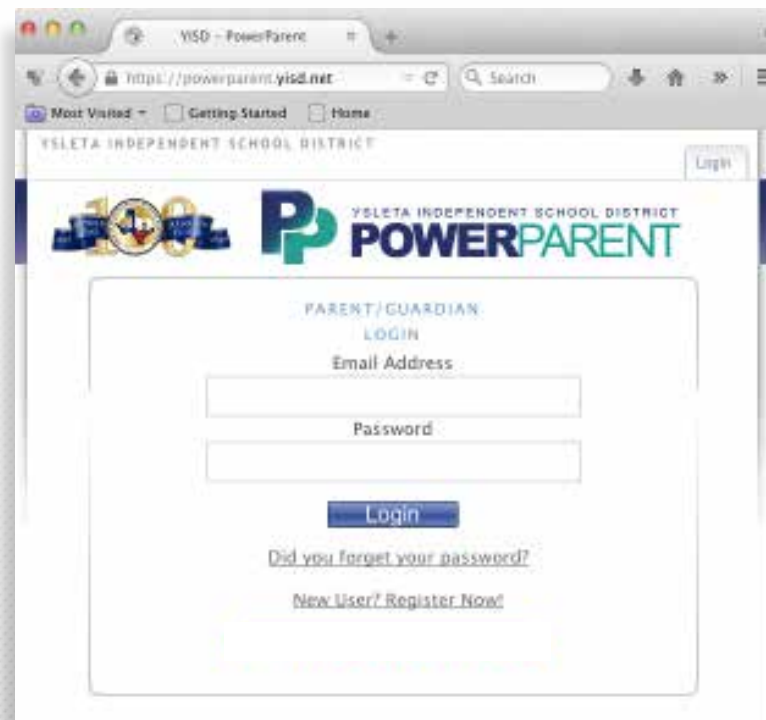 YISD - PowerParent
https://powerparent.yisd.net
Search
Most Visited
Getting Started
Home
YSLETA INDEPENDENT SCHOOL DISTRICT
Login
100
Pp
YSLETA INDEPENDENT SCHOOL DISTRICT
POWERPARENT
PARENT/GUARDIAN
LOGIN
Email Address
Password
Login
Did you forget your password?
New User? Register Now!